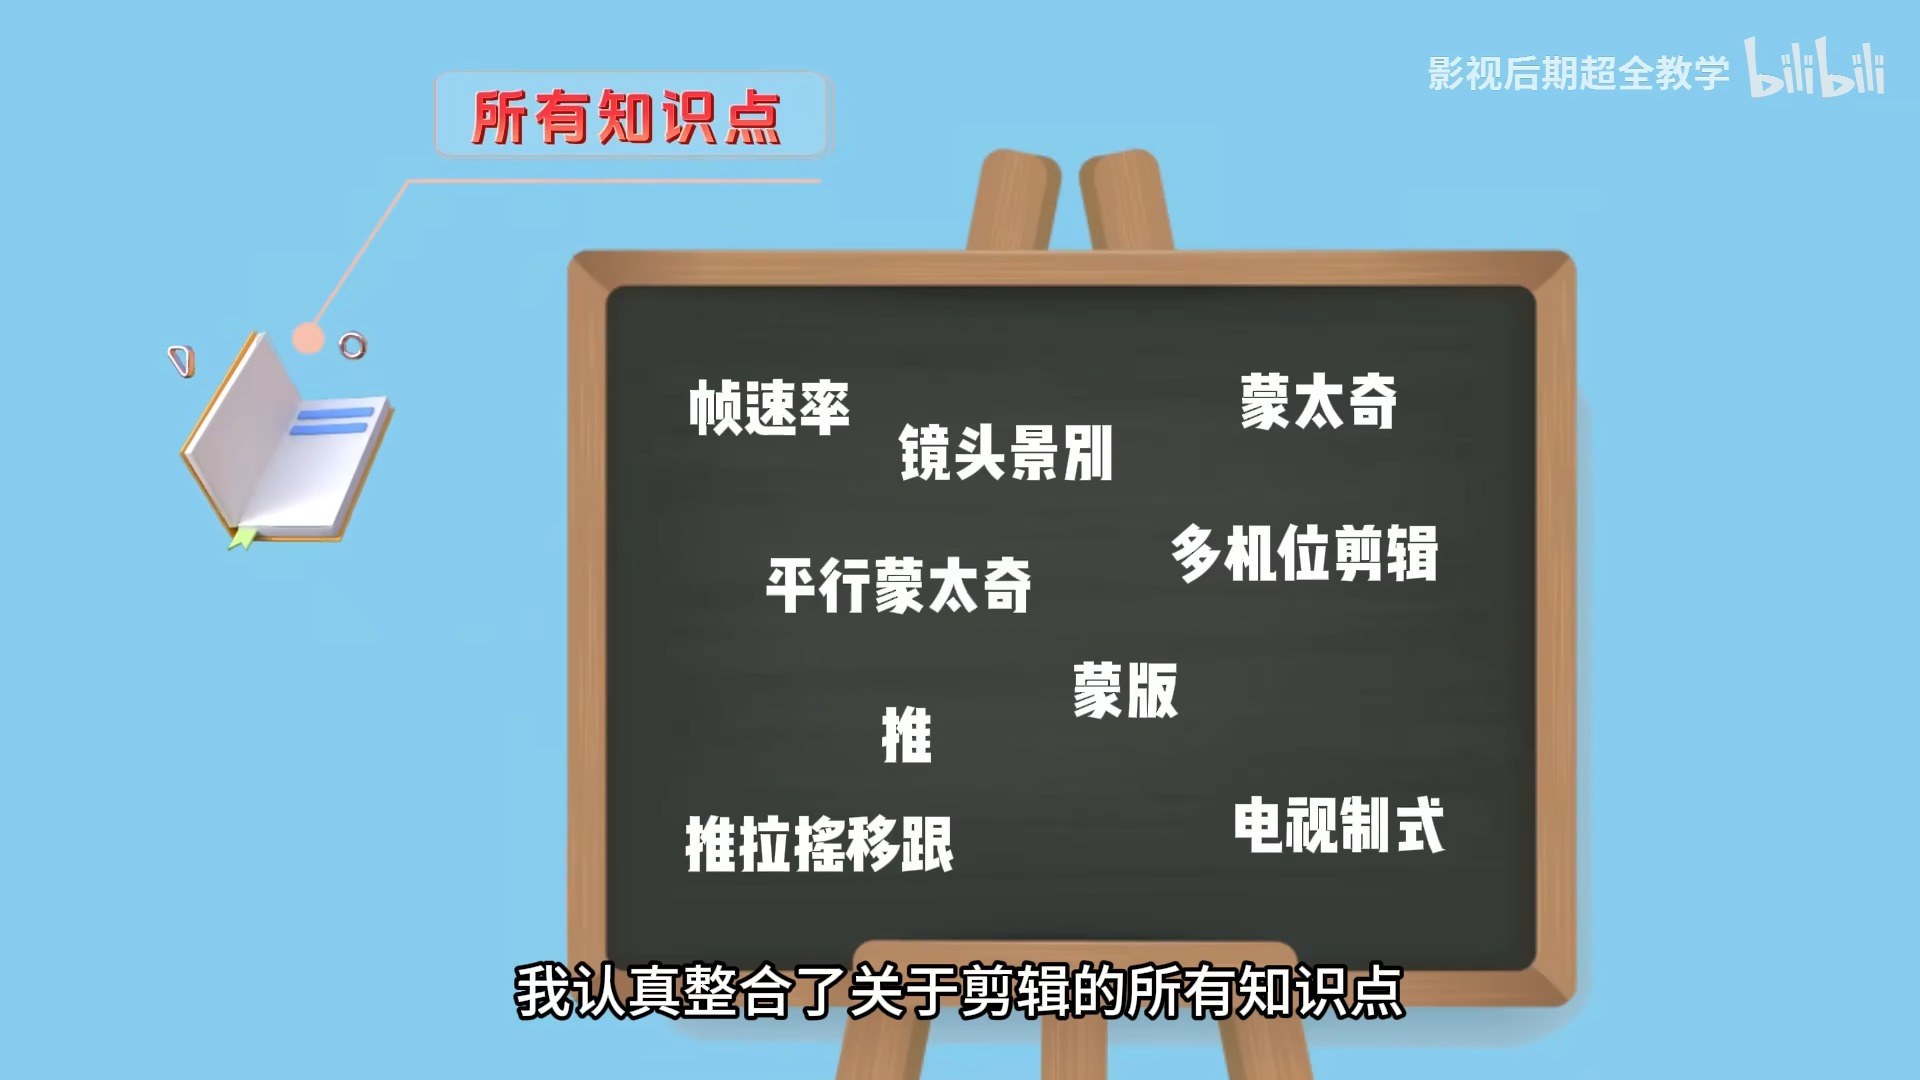 影视后期超全教学 bilibili
所有知识点
帧速率
镜头景别
蒙太奇
平行蒙太奇
多机位剪辑
蒙版
推
推拉摇移跟
电视制式
我认真整合了关于剪辑的所有知识点